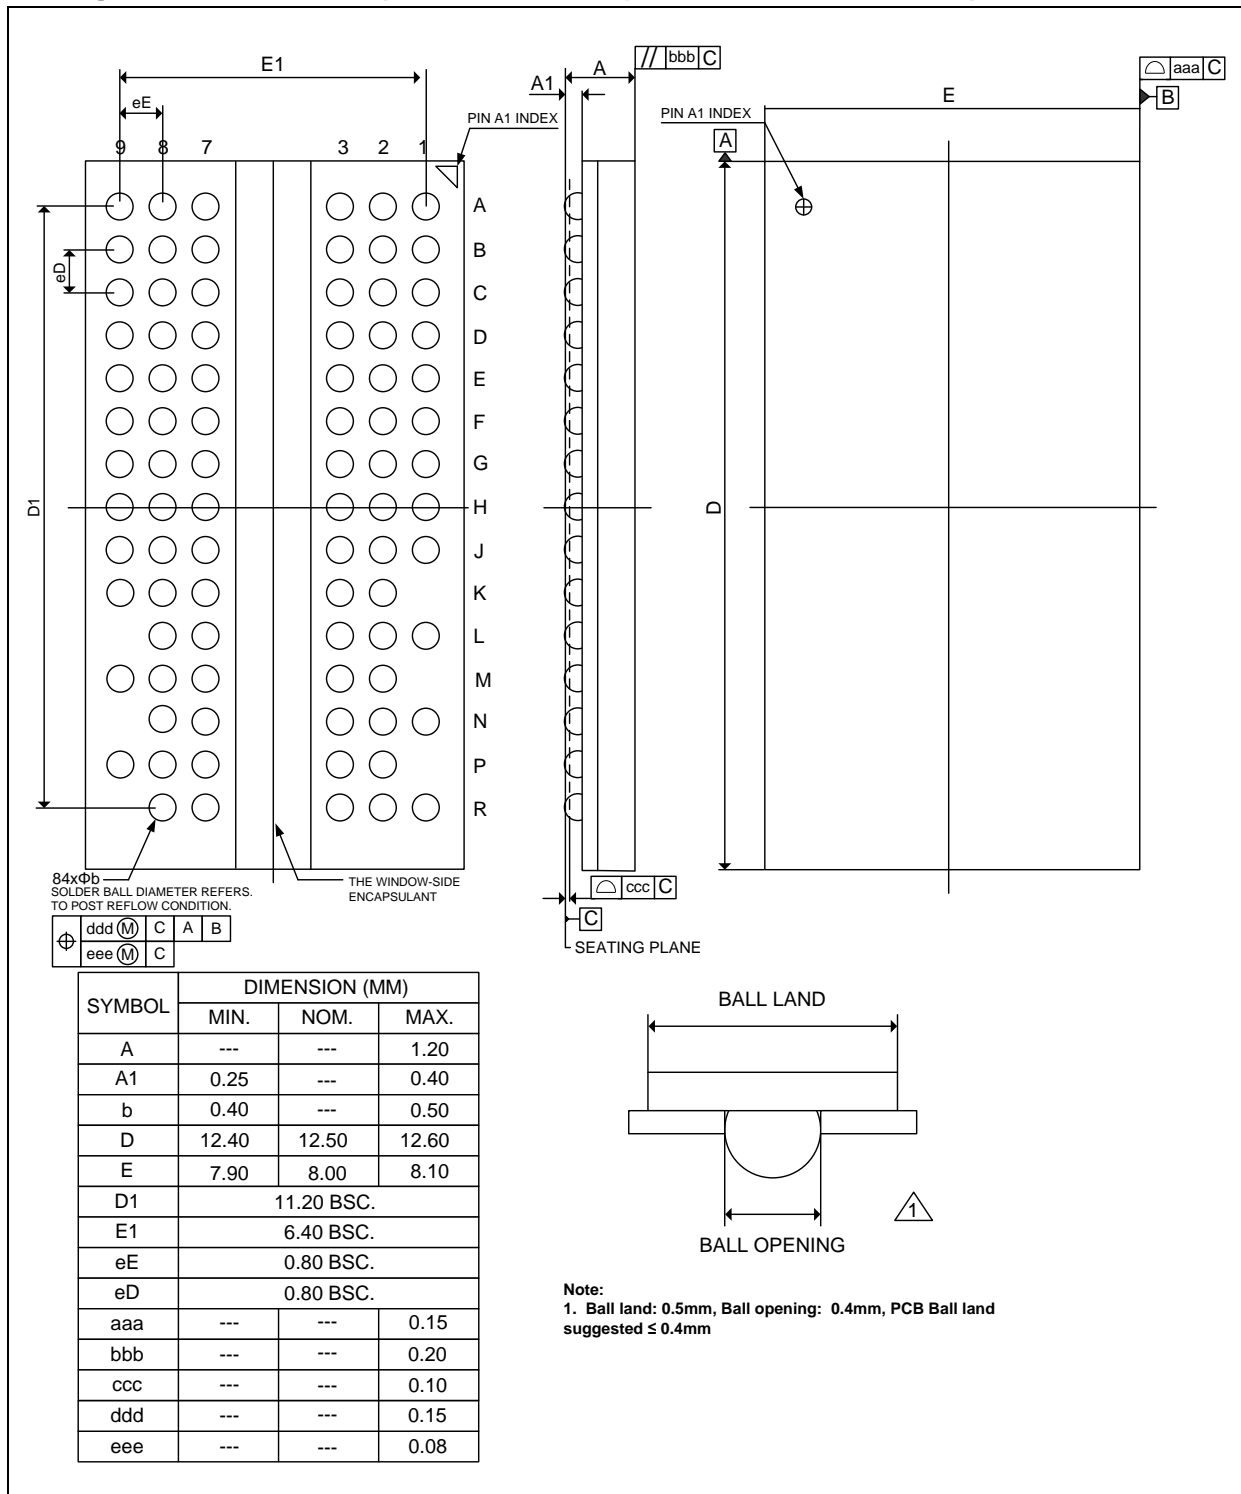 E1
eE
9 8 7 3 2 1
PIN A1 INDEX
A
B
C
D
E
F
G
H
J
K
L
M
N
P
R
eD
D1
84xΦb
SOLDER BALL DIAMETER REFERS.
TO POST REFLOW CONDITION.
⌖ ddd Ⓜ C A B
eee Ⓜ C
THE WINDOW-SIDE
ENCAPSULANT
A
A1
// bbb C
ccc C
C
SEATING PLANE
aaa C
B
E
PIN A1 INDEX
A
D
SYMBOL DIMENSION (MM)
MIN. NOM. MAX.
A --- --- 1.20
A1 0.25 --- 0.40
b 0.40 --- 0.50
D 12.40 12.50 12.60
E 7.90 8.00 8.10
D1 11.20 BSC.
E1 6.40 BSC.
eE 0.80 BSC.
eD 0.80 BSC.
aaa --- --- 0.15
bbb --- --- 0.20
ccc --- --- 0.10
ddd --- --- 0.15
eee --- --- 0.08
BALL LAND
1
BALL OPENING
Note:
1. Ball land: 0.5mm, Ball opening: 0.4mm, PCB Ball land
suggested ≤ 0.4mm